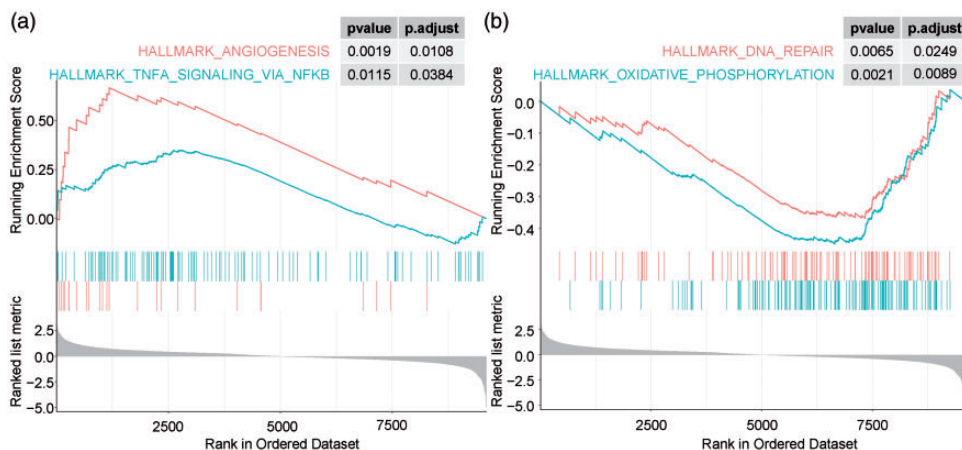 (a)
pvalue p.adjust
HALLMARK_ANGIOGENESIS 0.0019 0.0108
HALLMARK_TNFA_SIGNALING_VIA_NFKB 0.0115 0.0384
Running Enrichment Score
0.50
0.25
0.00
Ranked list metric
2.5
0.0
−2.5
−5.0
2500 5000 7500
Rank in Ordered Dataset
(b)
pvalue p.adjust
HALLMARK_DNA_REPAIR 0.0065 0.0249
HALLMARK_OXIDATIVE_PHOSPHORYLATION 0.0021 0.0089
Running Enrichment Score
0.0
−0.1
−0.2
−0.3
−0.4
Ranked list metric
2.5
0.0
−2.5
−5.0
2500 5000 7500
Rank in Ordered Dataset